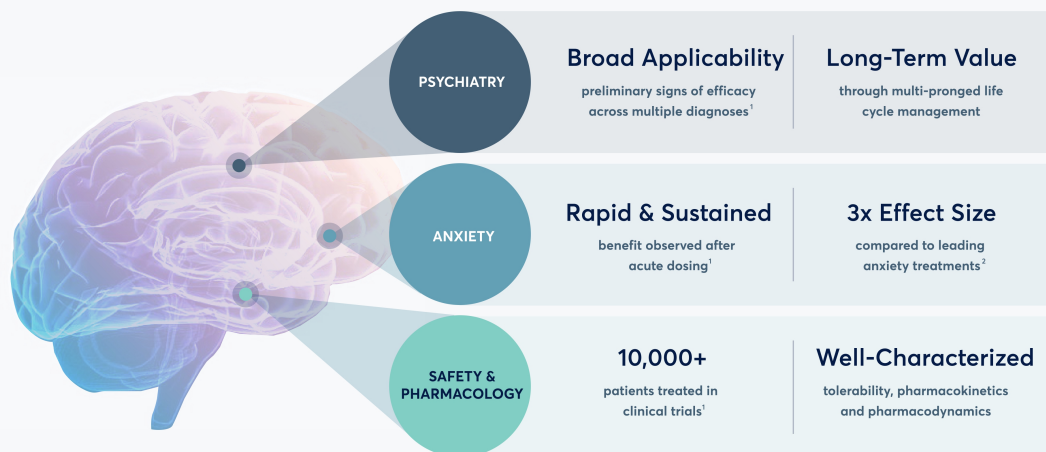 PSYCHIATRY
Broad Applicability
preliminary signs of efficacy
across multiple diagnoses¹
Long-Term Value
through multi-pronged life
cycle management
ANXIETY
Rapid & Sustained
benefit observed after
acute dosing¹
3x Effect Size
compared to leading
anxiety treatments²
SAFETY &
PHARMACOLOGY
10,000+
patients treated in
clinical trials¹
Well-Characterized
tolerability, pharmacokinetics
and pharmacodynamics